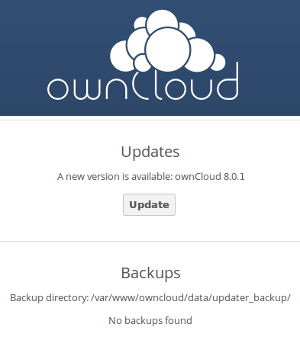 ownCloud
Updates
A new version is available: ownCloud 8.0.1
Update
Backups
Backup directory: /var/www/owncloud/data/updater_backup/
No backups found